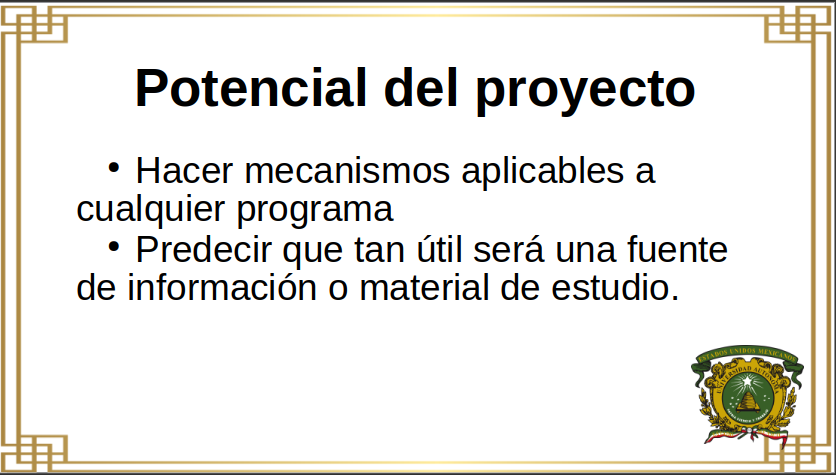 Potencial del proyecto
• Hacer mecanismos aplicables a
cualquier programa
• Predecir que tan útil será una fuente
de información o material de estudio.
ESTADOS UNIDOS MEXICANOS
UNIVERSIDAD AUTÓNOMA